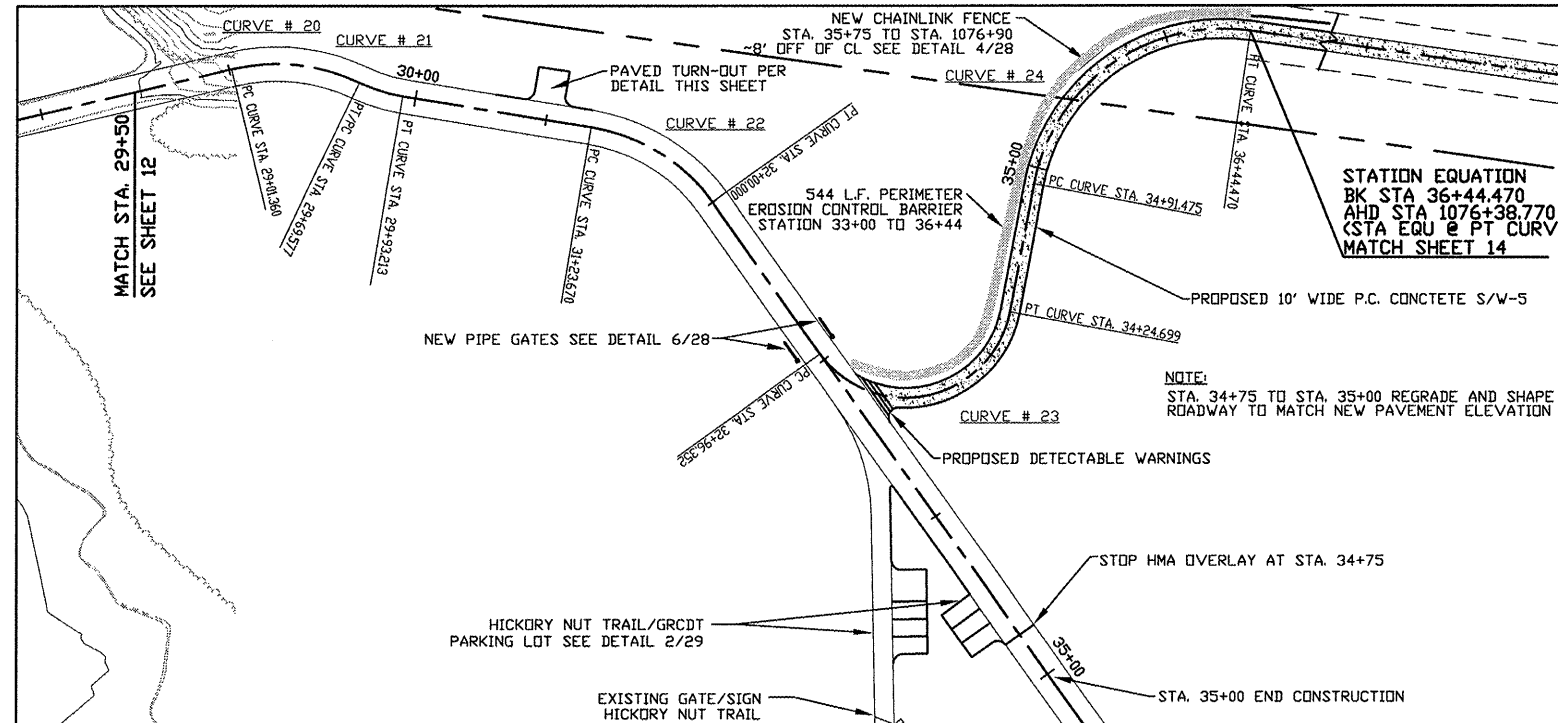 CURVE # 20
CURVE # 21
30+00
PAVED TURN-OUT PER
DETAIL THIS SHEET
NEW CHAINLINK FENCE
STA. 35+75 TO STA. 1076+90
~8' OFF OF CL SEE DETAIL 4/28
CURVE # 24
CURVE # 22
MATCH STA. 29+50
SEE SHEET 12
PC CURVE STA. 29+01.360
PT/PC CURVE STA. 29+69.577
PT CURVE STA. 29+93.213
PC CURVE STA. 31+23.670
PT CURVE STA. 32+00.000
544 L.F. PERIMETER
EROSION CONTROL BARRIER
STATION 33+00 TO 36+44
35+00
PC CURVE STA. 34+91.475
PT CURVE STA. 36+44.470
STATION EQUATION
BK STA 36+44.470
AHD STA 1076+38.770
(STA EQU @ PT CURV
MATCH SHEET 14
PROPOSED 10' WIDE P.C. CONCTETE S/W-5
PT CURVE STA. 34+24.699
NEW PIPE GATES SEE DETAIL 6/28
PC CURVE STA. 32+96.352
NOTE:
STA. 34+75 TO STA. 35+00 REGRADE AND SHAPE
ROADWAY TO MATCH NEW PAVEMENT ELEVATION
CURVE # 23
PROPOSED DETECTABLE WARNINGS
STOP HMA OVERLAY AT STA. 34+75
HICKORY NUT TRAIL/GRCDT
PARKING LOT SEE DETAIL 2/29
35+00
STA. 35+00 END CONSTRUCTION
EXISTING GATE/SIGN
HICKORY NUT TRAIL